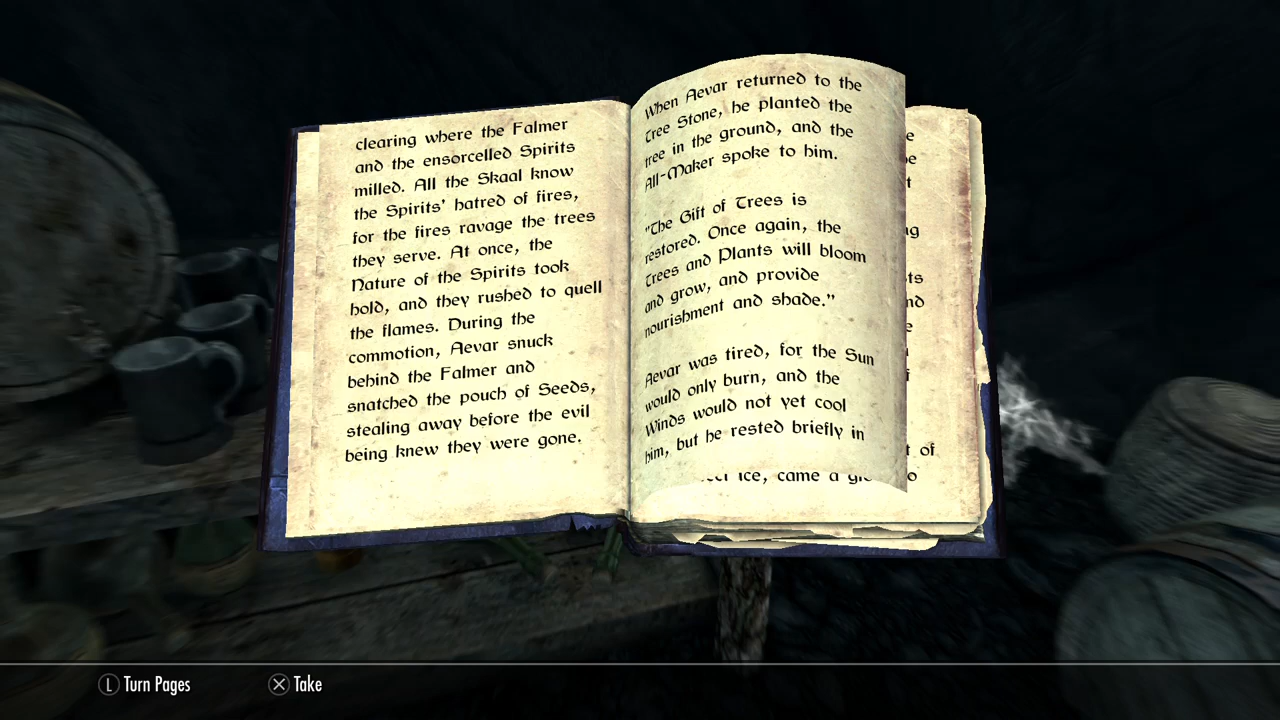 clearing where the Falmer
and the ensorcelled Spirits
milled. All the Skaal know
the Spirits' hatred of fires,
for the fires ravage the trees
they serve. At once, the
Nature of the Spirits took
hold, and they rushed to quell
the flames. During the
commotion, Aevar snuck
behind the Falmer and
snatched the pouch of Seeds,
stealing away before the evil
being knew they were gone.
When Aevar returned to the
Tree Stone, he planted the
tree in the ground, and the
All-Maker spoke to him.
"The Gift of Trees is
restored. Once again, the
Trees and Plants will bloom
and grow, and provide
nourishment and shade."
Aevar was tired, for the Sun
would only burn, and the
Winds would not yet cool
him, but he rested briefly in
ice, came a
of
L Turn Pages
X Take